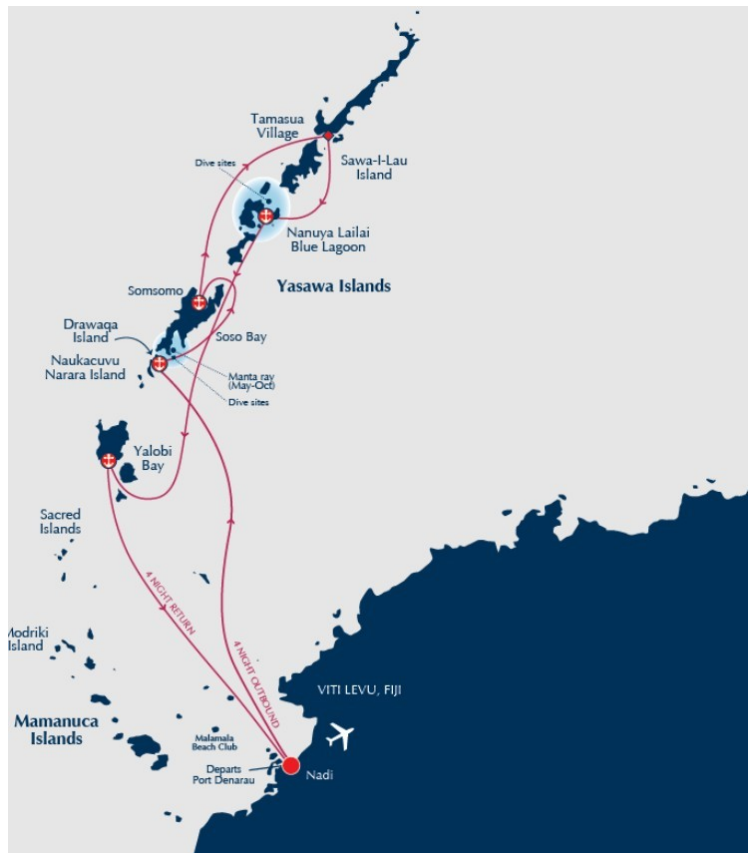 Tamasua
Village
Sawa-I-Lau
Island
Dive sites
Nanuya Lailai
Blue Lagoon
Yasawa Islands
Somsomo
Drawaqa
Island
Soso Bay
Naukacuvu
Narara Island
Manta ray
(May-Oct)
Dive sites
Yalobi
Bay
Sacred
Islands
4 NIGHT RETURN
4 NIGHT OUTBOUND
Modriki
Island
VITI LEVU, FIJI
Mamanuca
Islands
Malamala
Beach Club
Departs
Port Denarau
Nadi